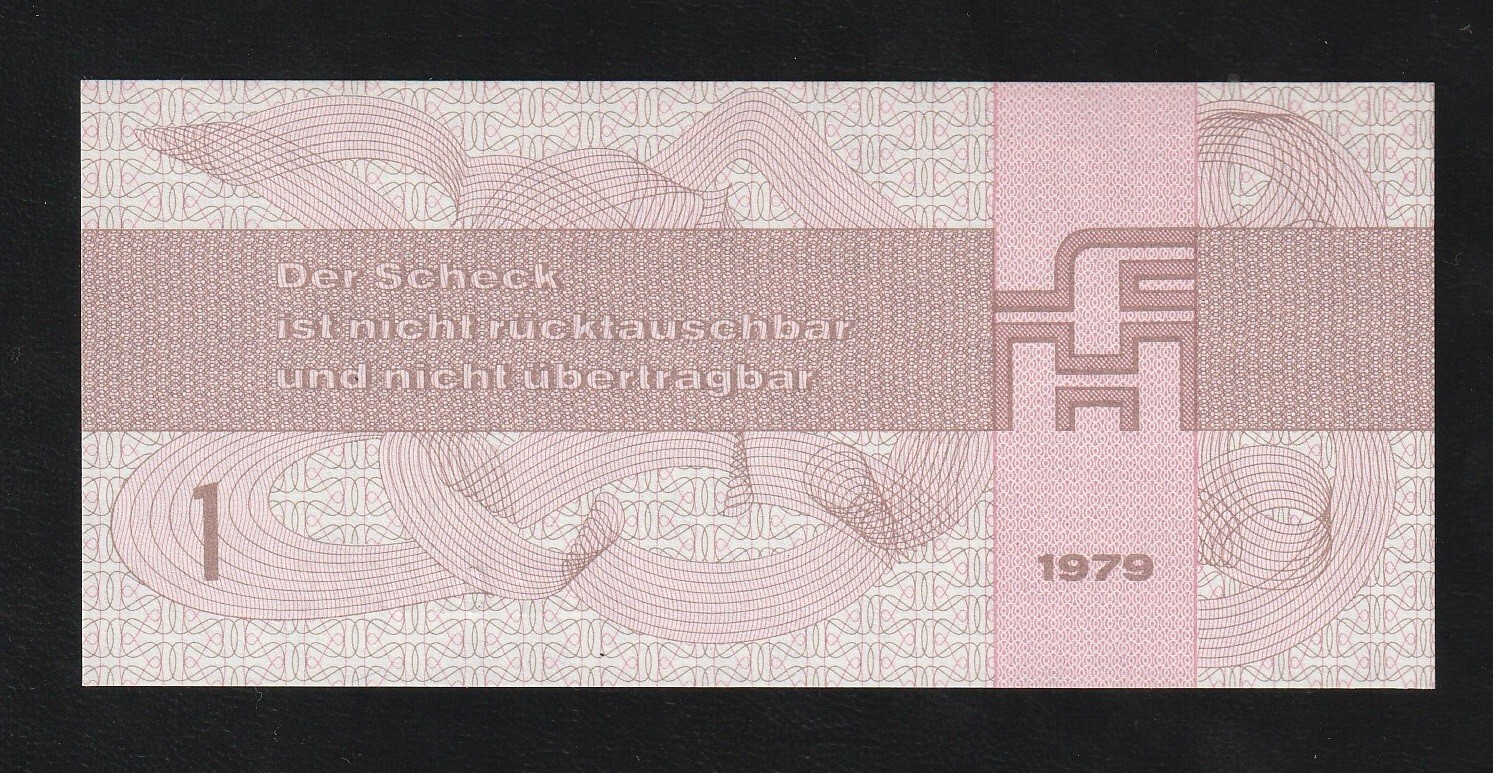 Der Scheck
ist nicht rücktauschbar
und nicht übertragbar
1
1979